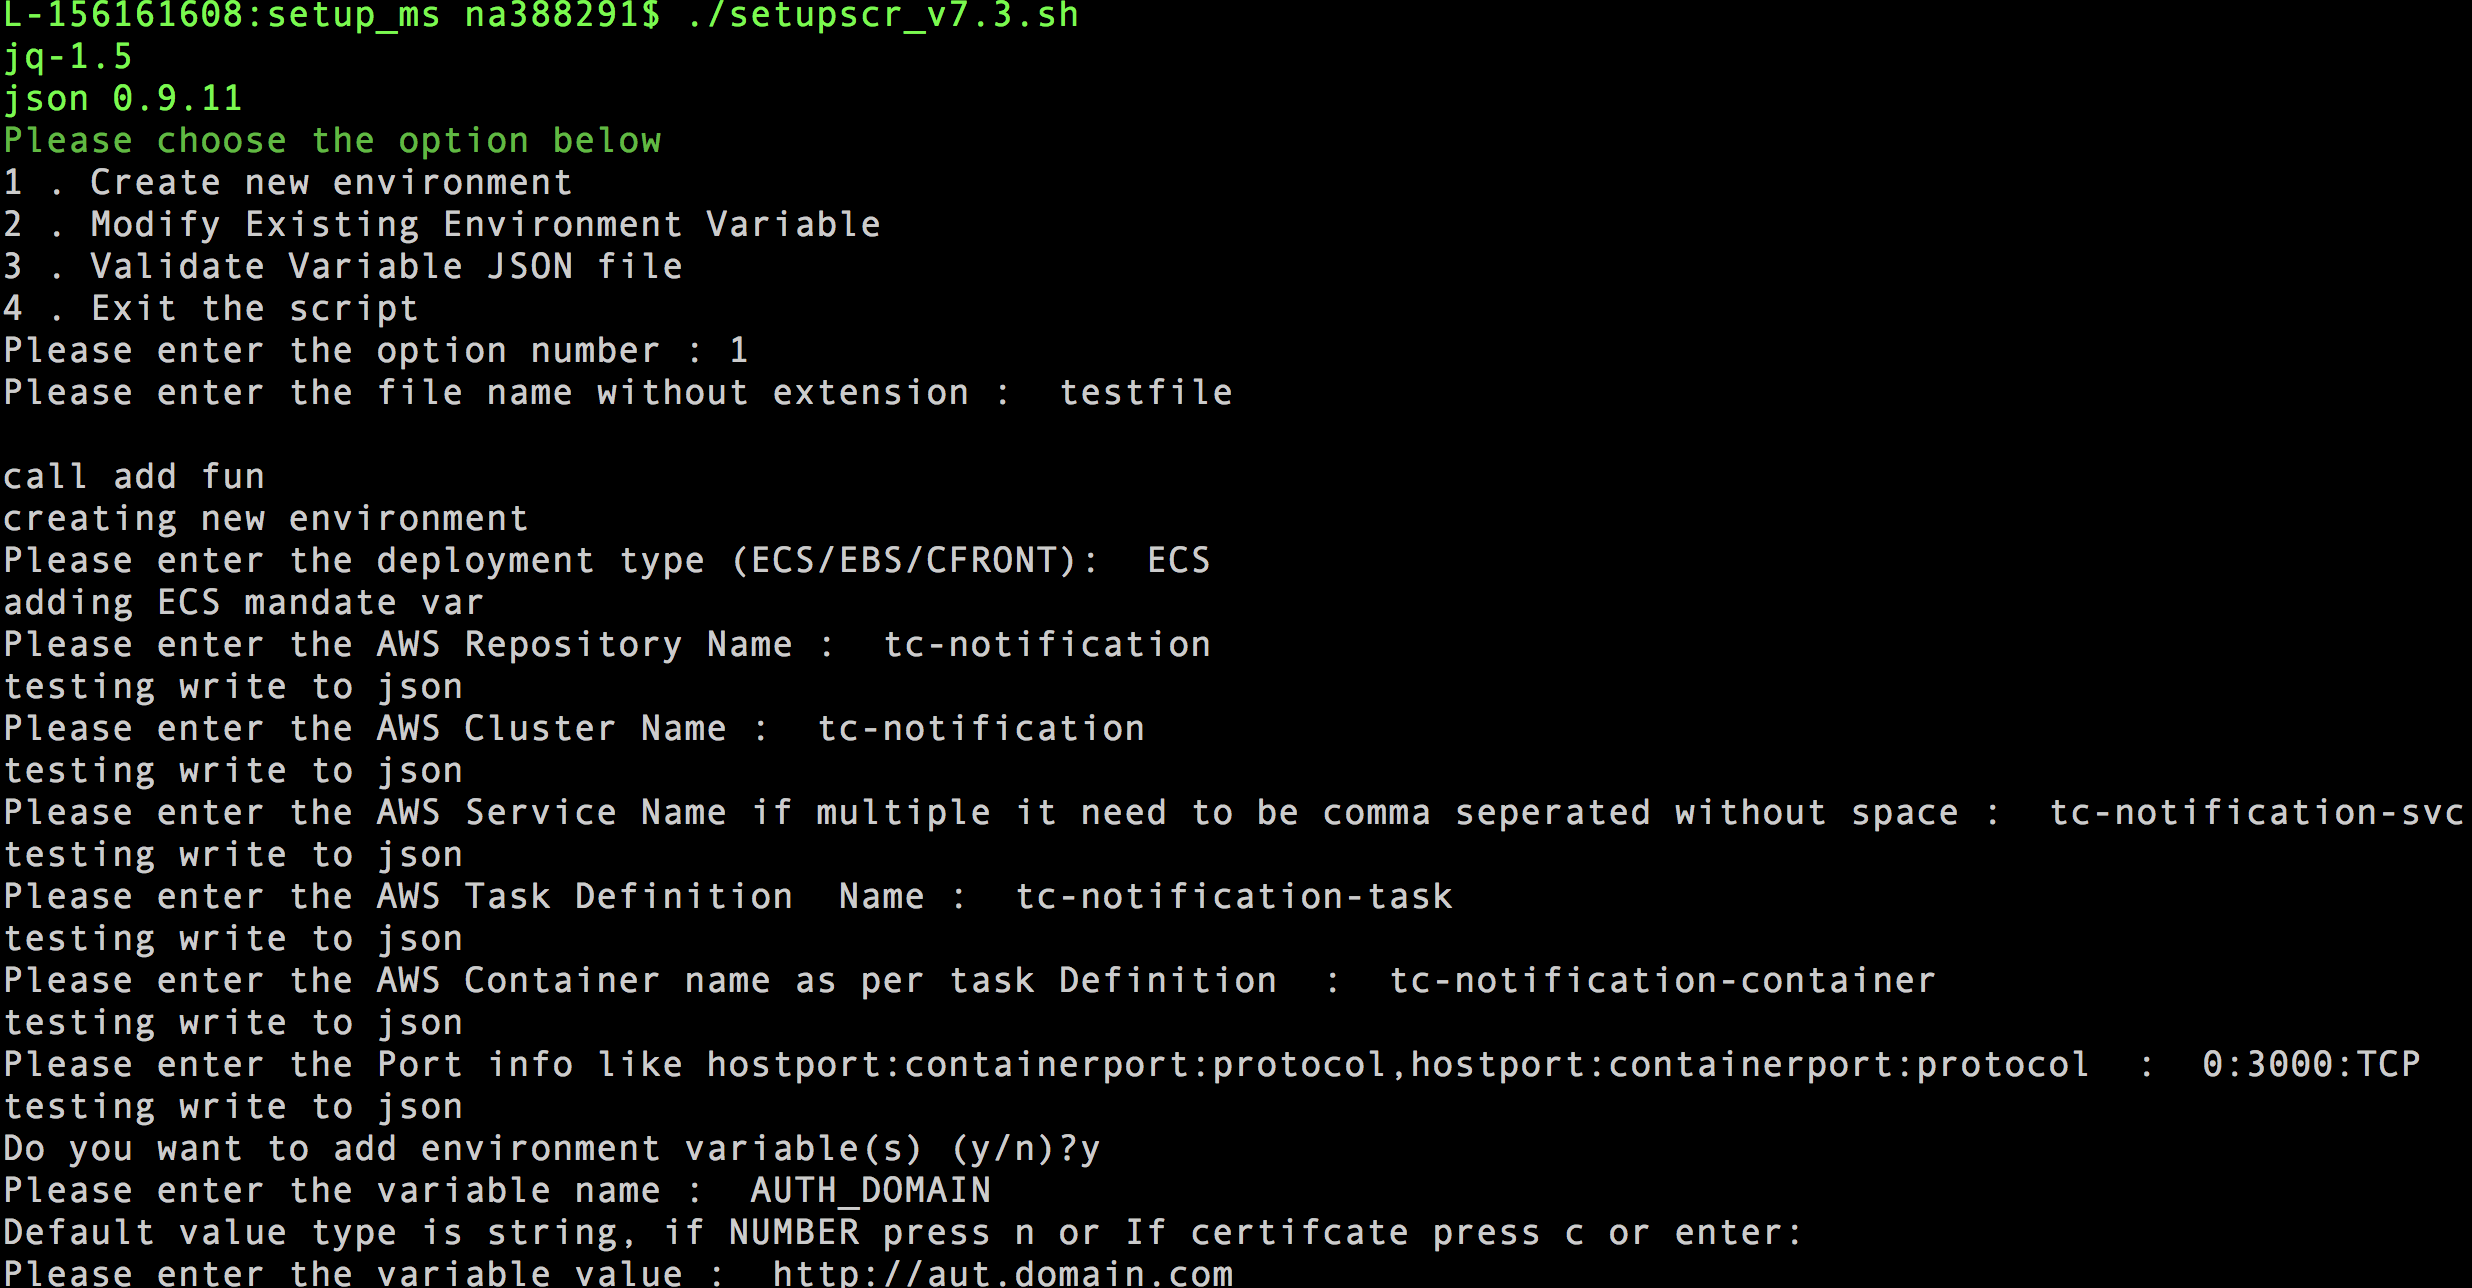 L-156161608:setup_ms na388291$ ./setupscr_v7.3.sh
jq-1.5
json 0.9.11
Please choose the option below
1 . Create new environment
2 . Modify Existing Environment Variable
3 . Validate Variable JSON file
4 . Exit the script
Please enter the option number : 1
Please enter the file name without extension :  testfile
call add fun
creating new environment
Please enter the deployment type (ECS/EBS/CFRONT):  ECS
adding ECS mandate var
Please enter the AWS Repository Name :  tc-notification
testing write to json
Please enter the AWS Cluster Name :  tc-notification
testing write to json
Please enter the AWS Service Name if multiple it need to be comma seperated without space :  tc-notification-svc
testing write to json
Please enter the AWS Task Definition  Name :  tc-notification-task
testing write to json
Please enter the AWS Container name as per task Definition  :  tc-notification-container
testing write to json
Please enter the Port info like hostport:containerport:protocol,hostport:containerport:protocol  :  0:3000:TCP
testing write to json
Do you want to add environment variable(s) (y/n)?y
Please enter the variable name :  AUTH_DOMAIN
Default value type is string, if NUMBER press n or If certifcate press c or enter:
Please enter the variable value :  http://aut.domain.com